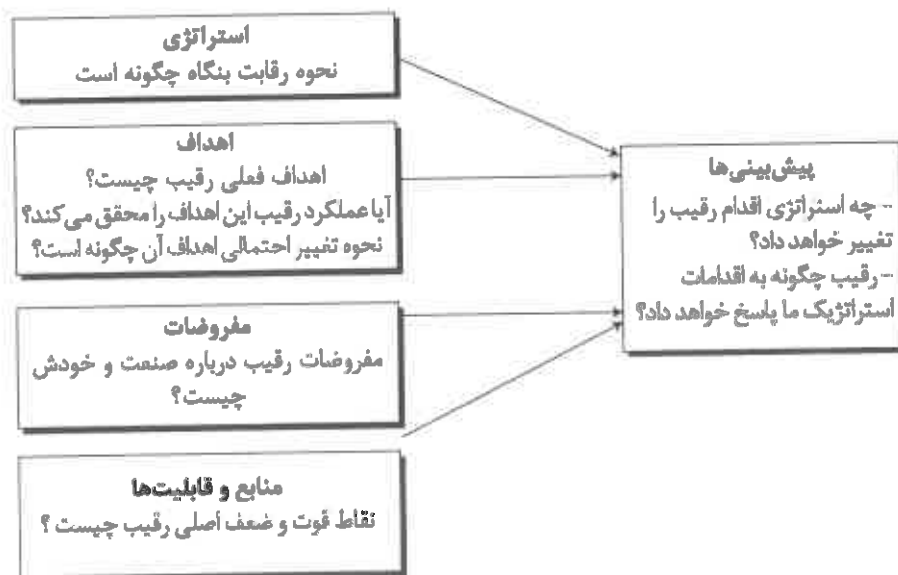 استراتژی
نحوه رقابت بنگاه چگونه است
اهداف
اهداف فعلی رقیب چیست؟
آیا عملکرد رقیب این اهداف را محقق می‌کند؟
نحوه تغییر احتمالی اهداف آن چگونه است؟
مفروضات
مفروضات رقیب درباره صنعت و خودش
چیست؟
منابع و قابلیت‌ها
نقاط قوت و ضعف اصلی رقیب چیست ؟
پیش‌بینی‌ها
- چه استراتژی اقدام رقیب را
تغییر خواهد داد؟
- رقیب چگونه به اقدامات
استراتژیک ما پاسخ خواهد داد؟